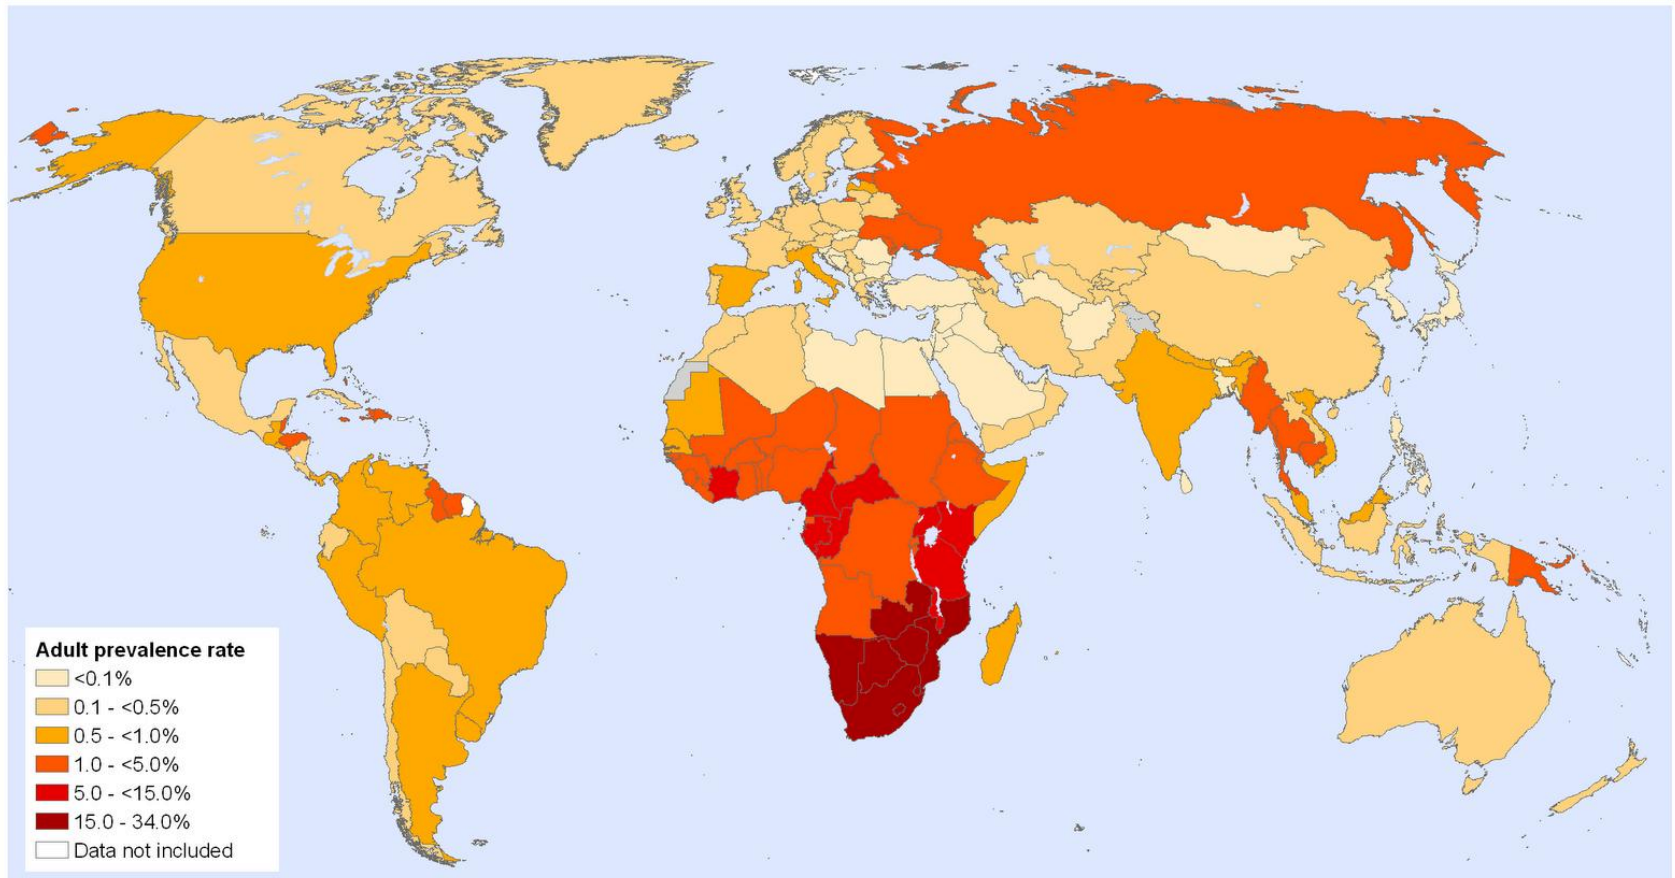 Adult prevalence rate
<0.1%
0.1 - <0.5%
0.5 - <1.0%
1.0 - <5.0%
5.0 - <15.0%
15.0 - 34.0%
Data not included